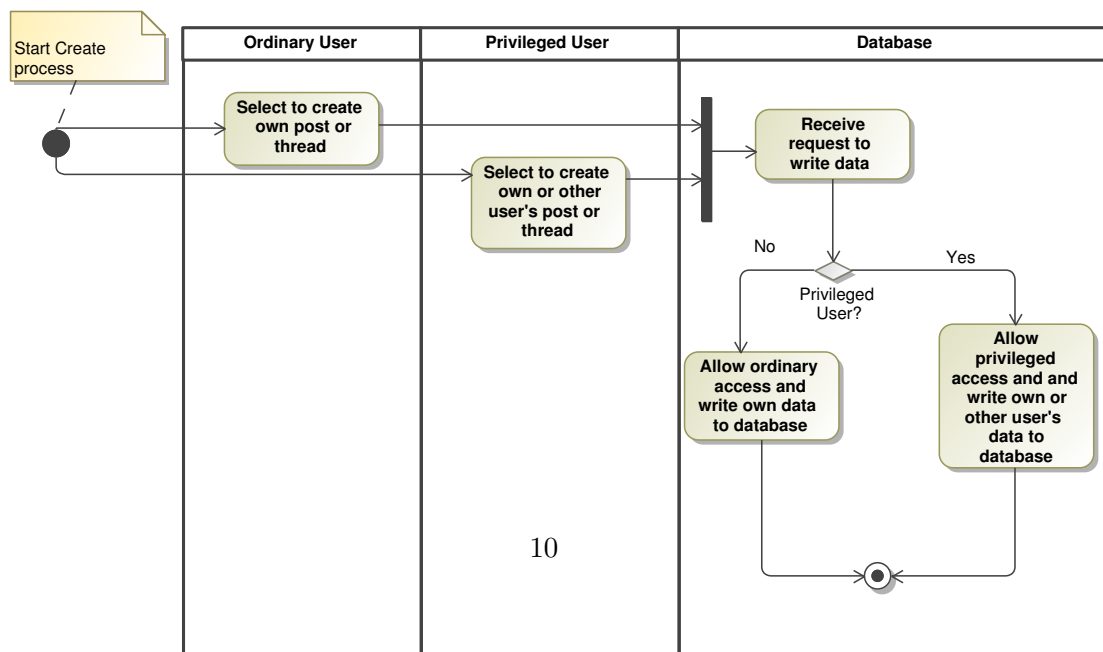 Start Create
process
Ordinary User
Privileged User
Database
Select to create
own post or
thread
Select to create
own or other
user's post or
thread
Receive
request to
write data
No
Yes
Privileged
User?
Allow ordinary
access and
write own data
to database
Allow
privileged
access and and
write own or
other user's
data to
database
10